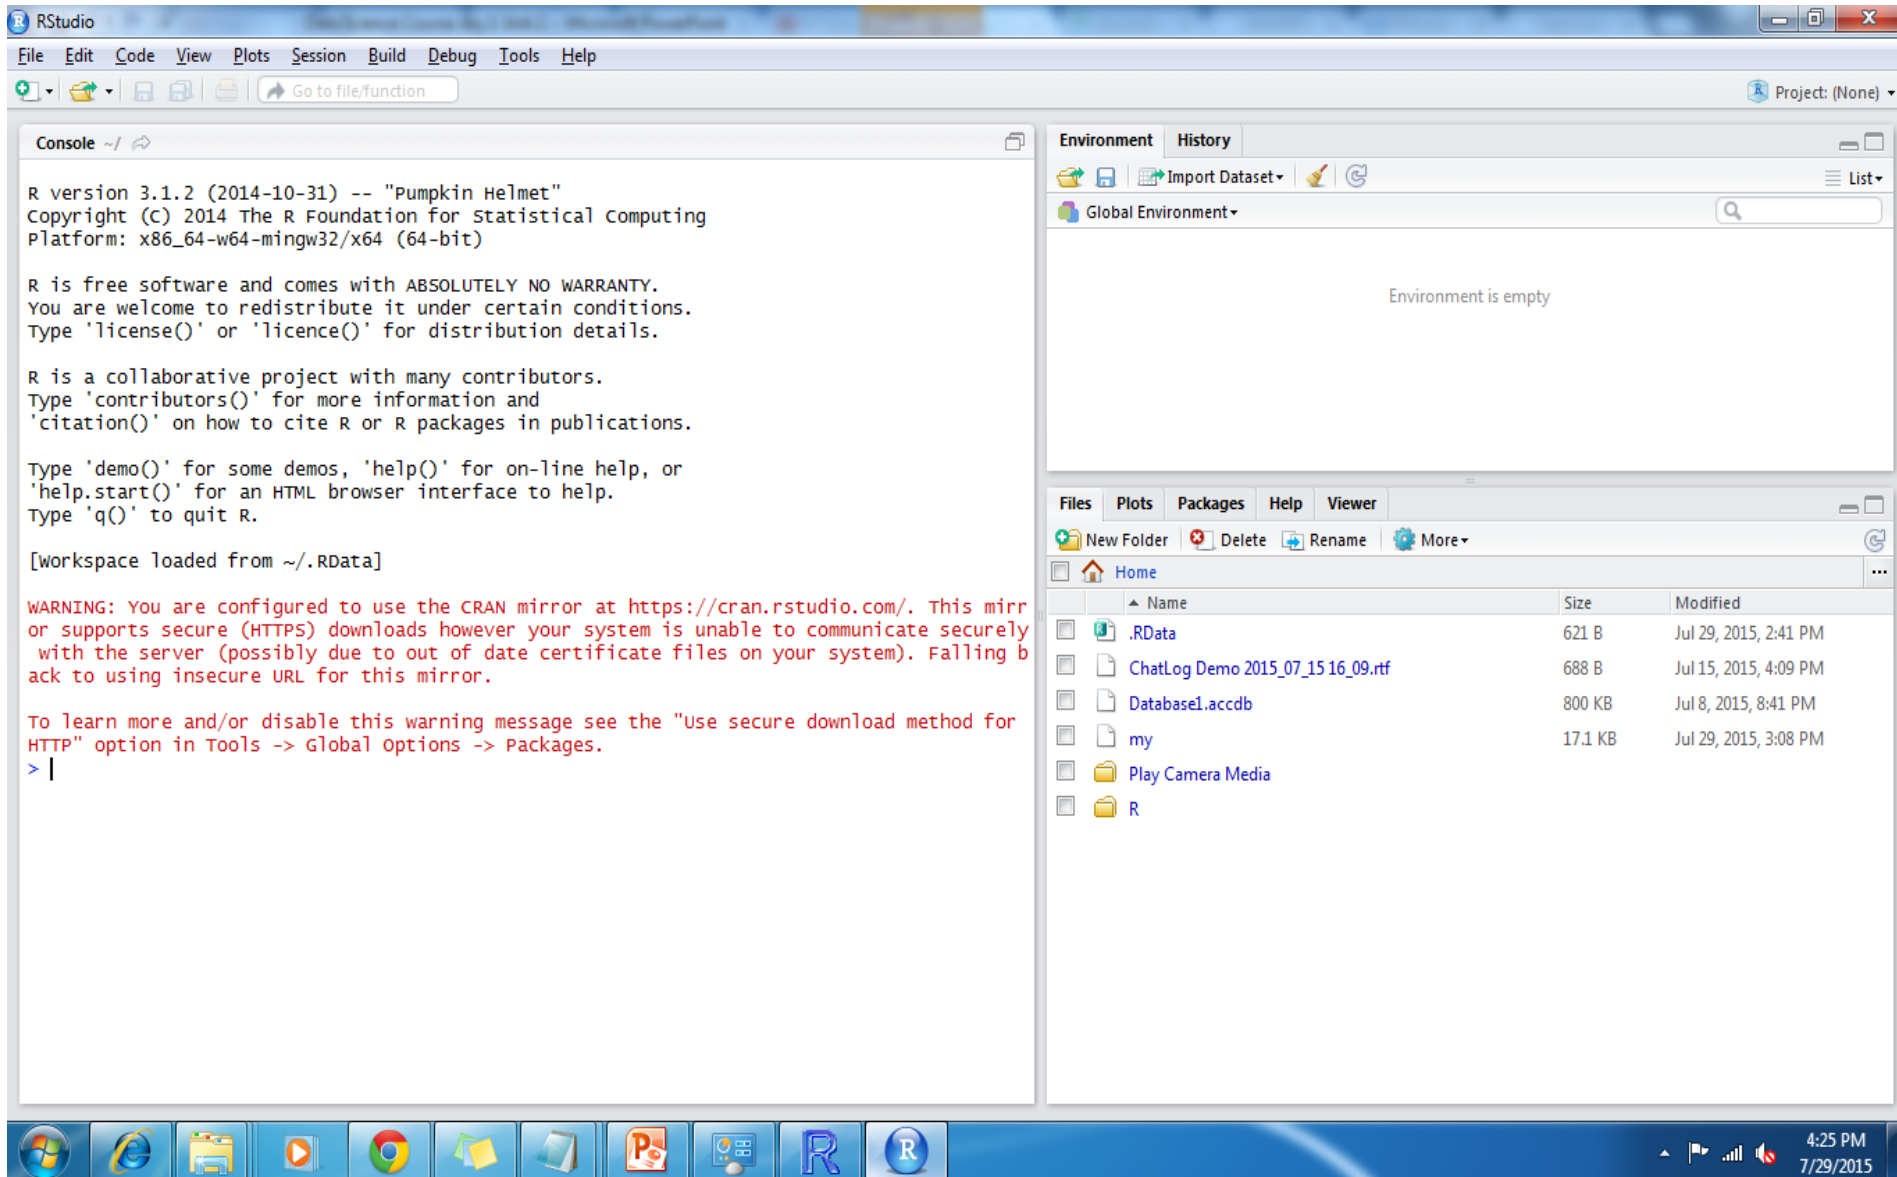 RStudio
File Edit Code View Plots Session Build Debug Tools Help
Go to file/function
Project: (None)
Console ~/
R version 3.1.2 (2014-10-31) -- "Pumpkin Helmet"
Copyright (C) 2014 The R Foundation for Statistical Computing
Platform: x86_64-w64-mingw32/x64 (64-bit)
R is free software and comes with ABSOLUTELY NO WARRANTY.
You are welcome to redistribute it under certain conditions.
Type 'license()' or 'licence()' for distribution details.
R is a collaborative project with many contributors.
Type 'contributors()' for more information and
'citation()' on how to cite R or R packages in publications.
Type 'demo()' for some demos, 'help()' for on-line help, or
'help.start()' for an HTML browser interface to help.
Type 'q()' to quit R.
[Workspace loaded from ~/.RData]
WARNING: You are configured to use the CRAN mirror at https://cran.rstudio.com/. This mirr
or supports secure (HTTPS) downloads however your system is unable to communicate securely
with the server (possibly due to out of date certificate files on your system). Falling b
ack to using insecure URL for this mirror.
To learn more and/or disable this warning message see the "Use secure download method for
HTTP" option in Tools -> Global Options -> Packages.
>
Environment History
Import Dataset
List
Global Environment
Environment is empty
Files Plots Packages Help Viewer
New Folder Delete Rename More
Home ...
Name Size Modified
.RData 621 B Jul 29, 2015, 2:41 PM
ChatLog Demo 2015_07_15 16_09.rtf 688 B Jul 15, 2015, 4:09 PM
Database1.accdb 800 KB Jul 8, 2015, 8:41 PM
my 17.1 KB Jul 29, 2015, 3:08 PM
Play Camera Media
R
4:25 PM
7/29/2015